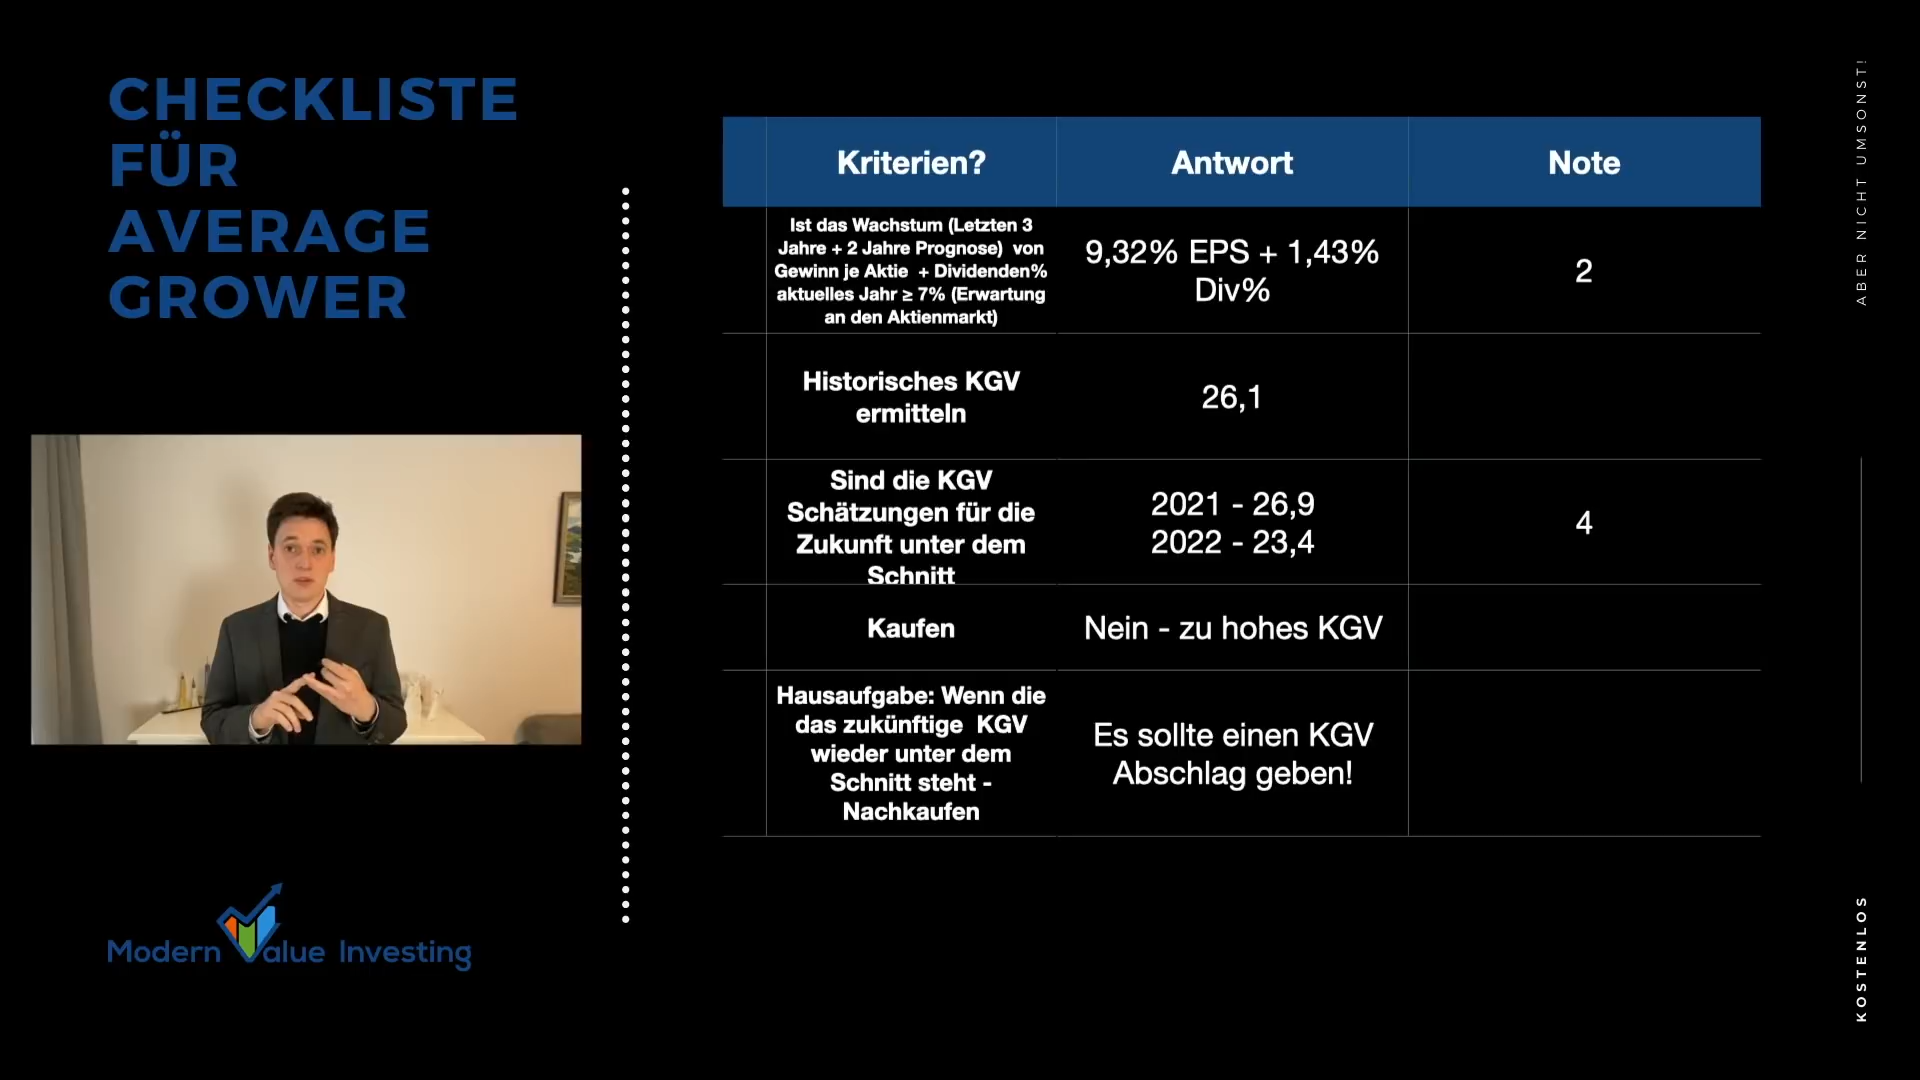 CHECKLISTE
FÜR
AVERAGE
GROWER
Kriterien?
Antwort
Note
Ist das Wachstum (Letzten 3
Jahre + 2 Jahre Prognose) von
Gewinn je Aktie + Dividenden%
aktuelles Jahr ≥ 7% (Erwartung
an den Aktienmarkt)
9,32% EPS + 1,43%
Div%
2
Historisches KGV
ermitteln
26,1
Sind die KGV
Schätzungen für die
Zukunft unter dem
Schnitt
2021 - 26,9
2022 - 23,4
4
Kaufen
Nein - zu hohes KGV
Hausaufgabe: Wenn die
das zukünftige KGV
wieder unter dem
Schnitt steht -
Nachkaufen
Es sollte einen KGV
Abschlag geben!
Modern Value Investing
ABER NICHT UMSONST!
KOSTENLOS